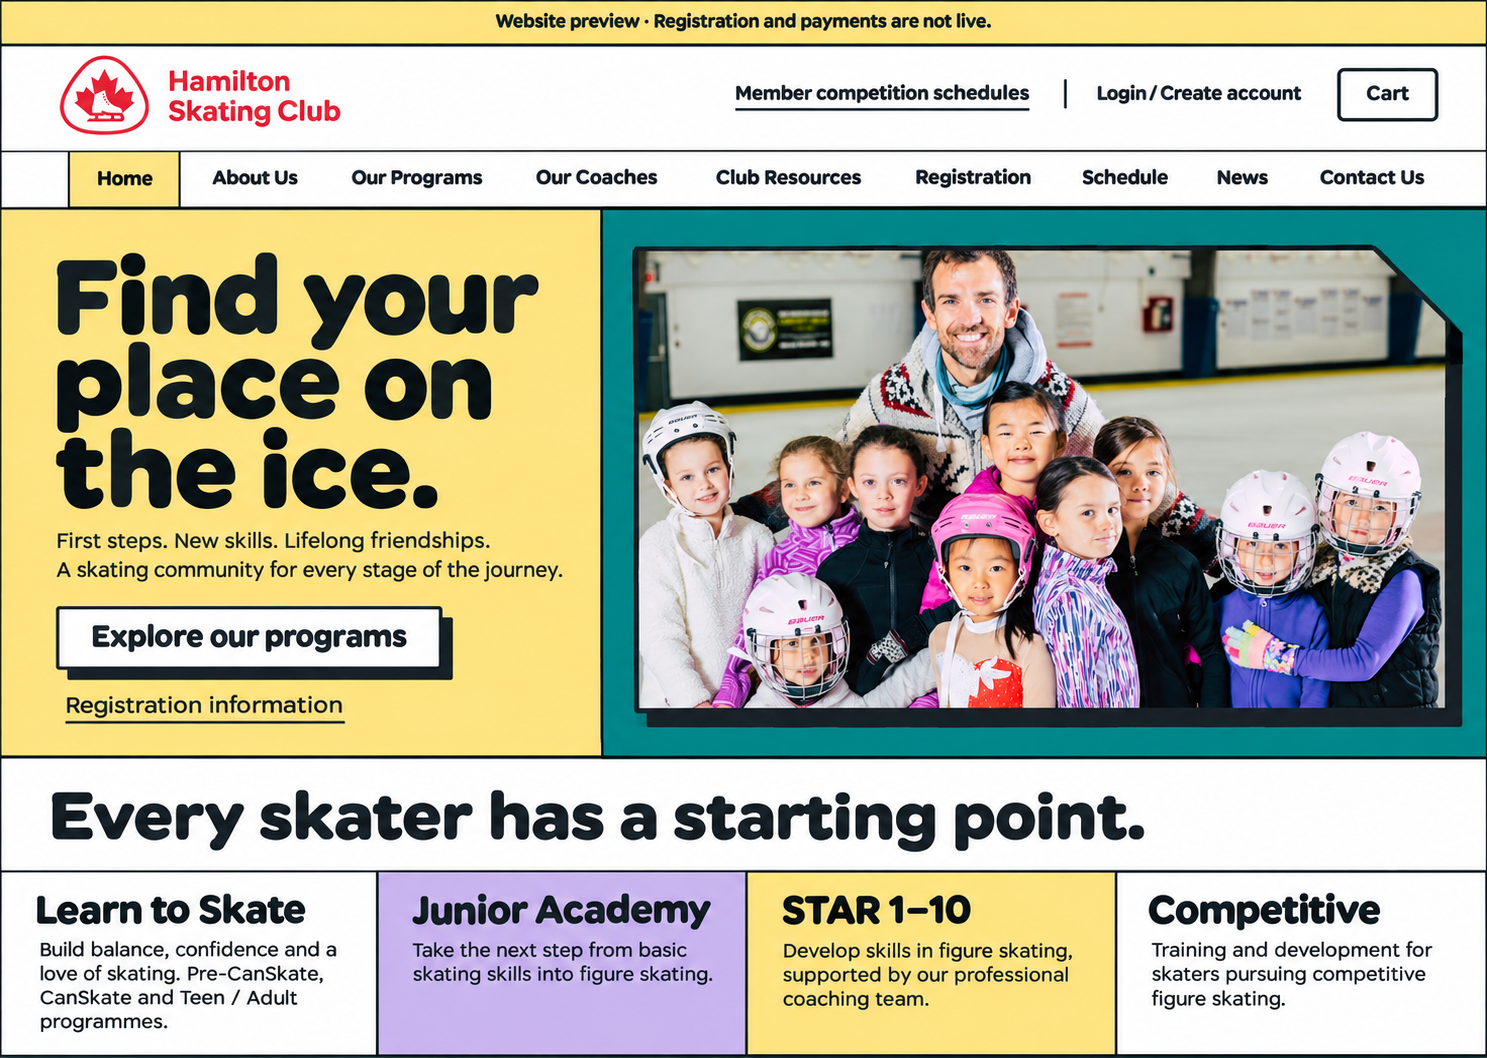 Website preview · Registration and payments are not live.
Hamilton
Skating Club
Member competition schedules
Login / Create account
Cart
Home
About Us
Our Programs
Our Coaches
Club Resources
Registration
Schedule
News
Contact Us
Find your
place on
the ice.
First steps. New skills. Lifelong friendships.
A skating community for every stage of the journey.
Explore our programs
Registration information
BAUER
BAUER
BAUER
BAUER
BAUER
Every skater has a starting point.
Learn to Skate
Build balance, confidence and a
love of skating. Pre-CanSkate,
CanSkate and Teen / Adult
programmes.
Junior Academy
Take the next step from basic
skating skills into figure skating.
STAR 1–10
Develop skills in figure skating,
supported by our professional
coaching team.
Competitive
Training and development for
skaters pursuing competitive
figure skating.